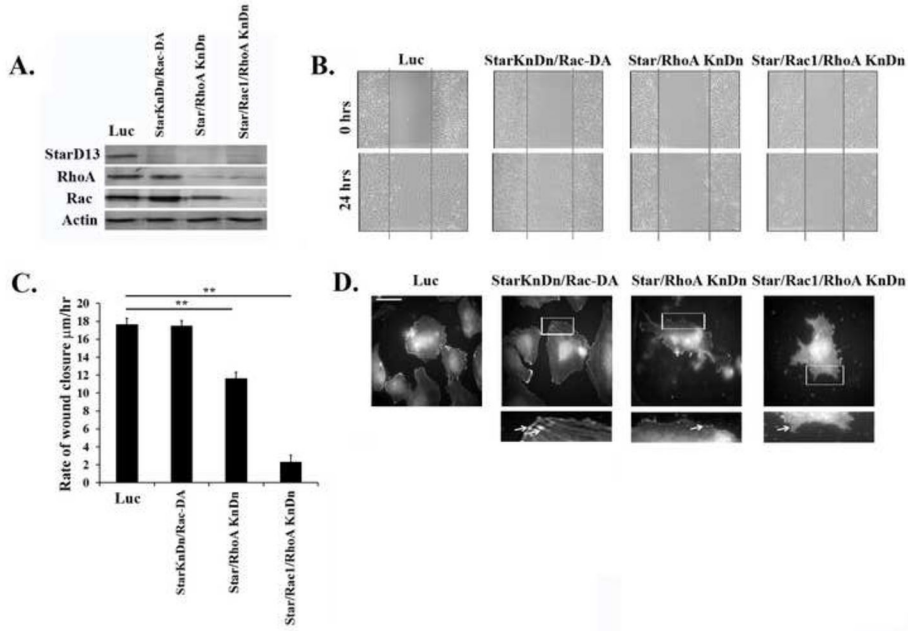 A.
Luc
StarKnDn/Rac-DA
Star/RhoA KnDn
Star/Rac1/RhoA KnDn
StarD13
RhoA
Rac
Actin
B.
Luc
StarKnDn/Rac-DA
Star/RhoA KnDn
Star/Rac1/RhoA KnDn
0 hrs
24 hrs
C.
Rate of wound closure µm/hr
20
18
16
14
12
10
8
6
4
2
0
**
**
Luc
StarKnDn/Rac-DA
Star/RhoA KnDn
Star/Rac1/RhoA KnDn
D.
Luc
StarKnDn/Rac-DA
Star/RhoA KnDn
Star/Rac1/RhoA KnDn